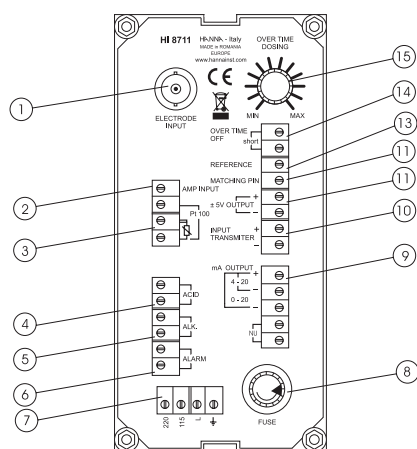 HI 8711
HANNA - Italy
MADE in ROMANIA
EUROPE
www.hannainst.com
OVER TIME
DOSING
CE
MIN
MAX
ELECTRODE
INPUT
OVER TIME
OFF
short
REFERENCE
MATCHING PIN
+
± 5V OUTPUT
−
INPUT
TRANSMITER
+
−
AMP INPUT
Pt 100
mA OUTPUT
+
4 - 20
−
0 - 20
−
NU
ACID
ALK.
ALARM
220
115
L
FUSE
1
2
3
4
5
6
7
8
9
10
11
11
13
14
15